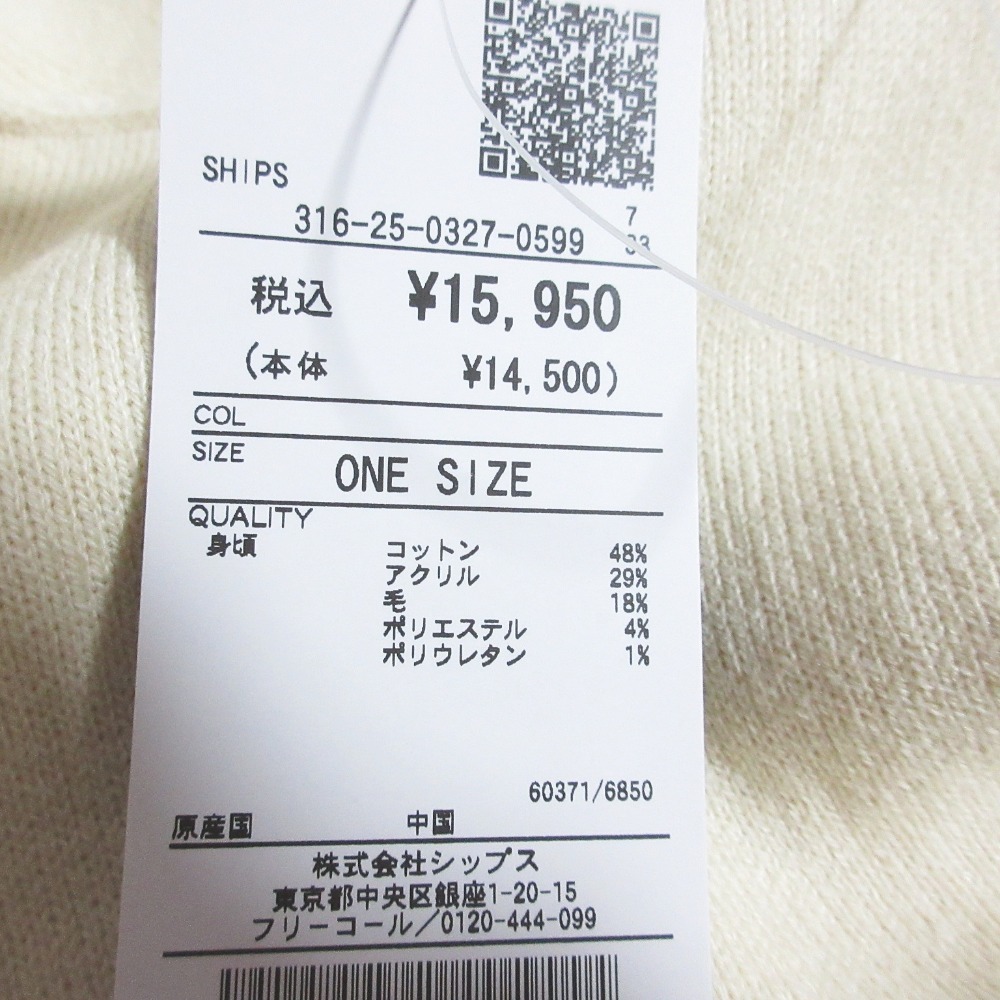 SHIPS
7
316-25-0327-0599
税込 ¥15,950
(本体 ¥14,500)
COL
SIZE ONE SIZE
QUALITY
身頃 コットン 48%
アクリル 29%
毛 18%
ポリエステル 4%
ポリウレタン 1%
60371/6850
原産国 中国
株式会社シップス
東京都中央区銀座1-20-15
フリーコール/0120-444-099